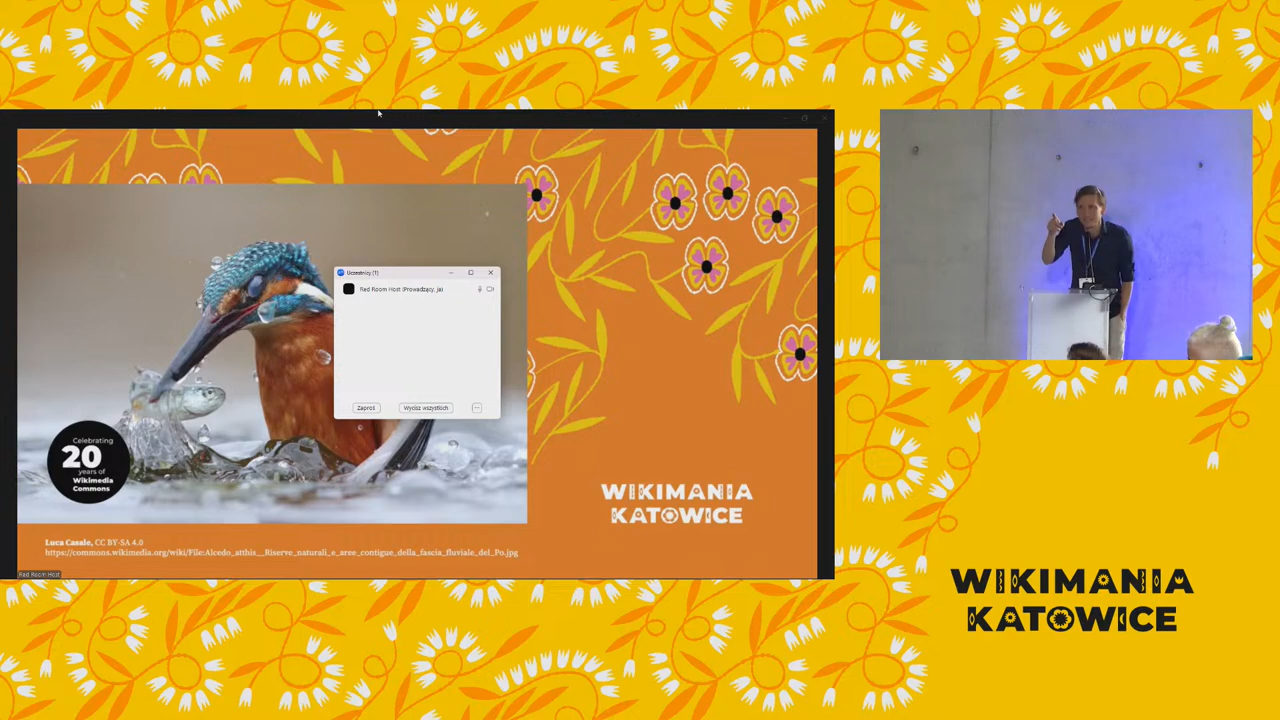 Uczestnicy (1)
Red Room Host (Prowadzący, ja)
Zaproś
Wycisz wszystkich
Celebrating
20
years of
Wikimedia
Commons
WIKIMANIA
KATOWICE
Luca Casale, CC BY-SA 4.0
https://commons.wikimedia.org/wiki/File:Alcedo_atthis__Riserve_naturali_e_aree_contigue_della_fascia_fluviale_del_Po.jpg
Red Room Host
WIKIMANIA
KATOWICE